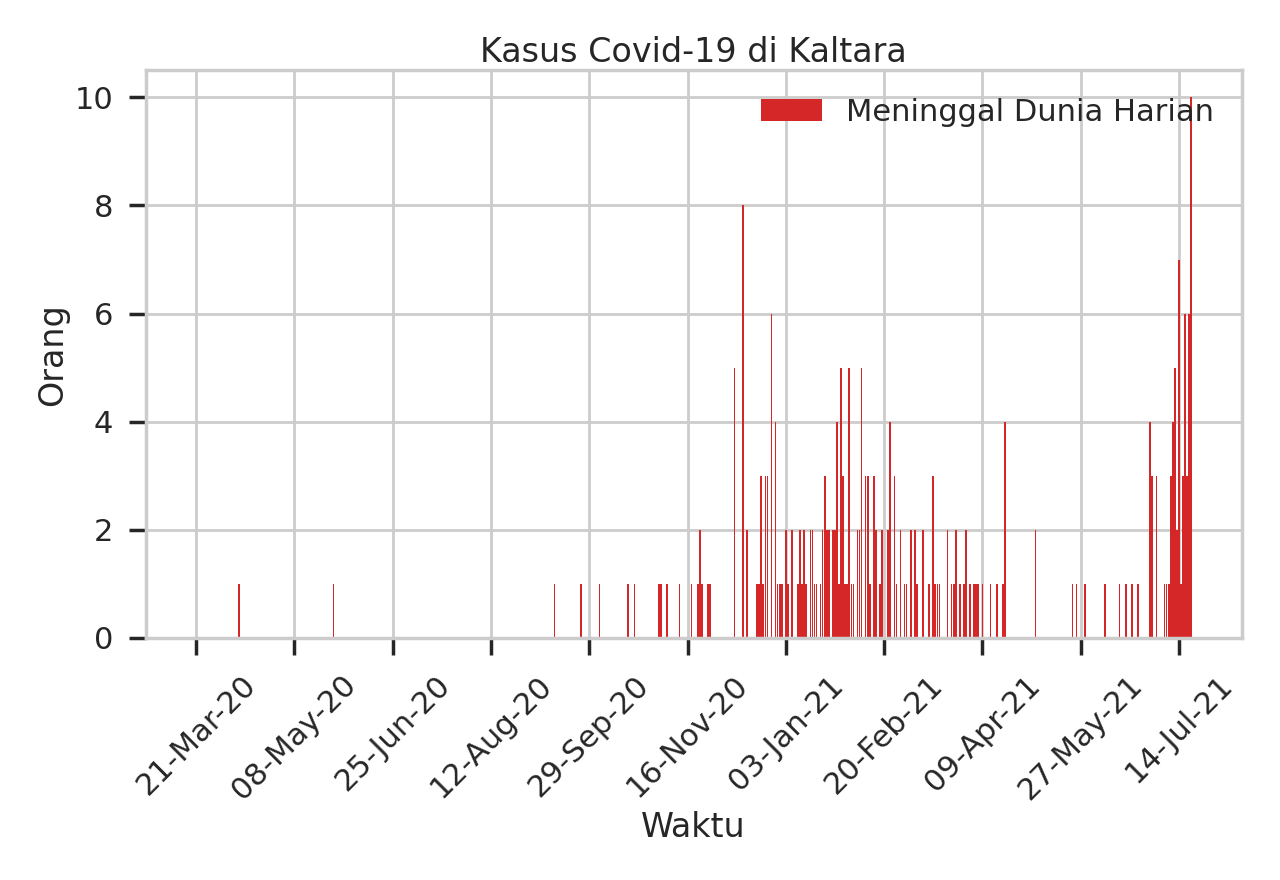 Kasus Covid-19 di Kaltara
Meninggal Dunia Harian
Orang
10
8
6
4
2
0
21-Mar-20
08-May-20
25-Jun-20
12-Aug-20
29-Sep-20
16-Nov-20
03-Jan-21
20-Feb-21
09-Apr-21
27-May-21
14-Jul-21
Waktu